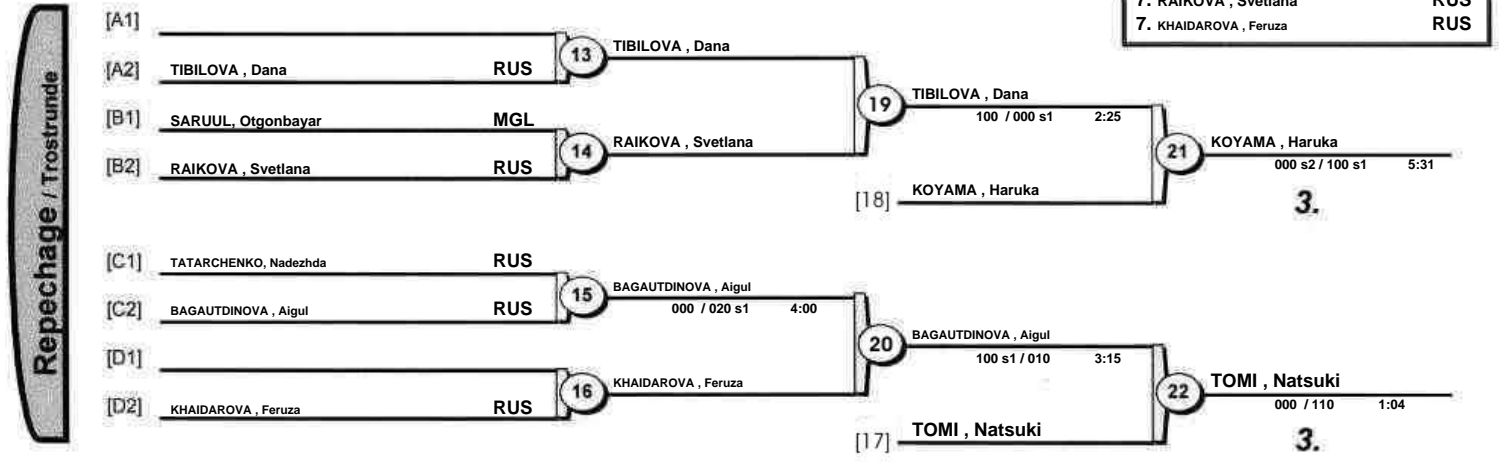 7. RAIKOVA , Svetlana RUS
7. KHAIDAROVA , Feruza RUS
Repechage / Trostrunde
[A1]
[A2] TIBILOVA , Dana RUS
13 TIBILOVA , Dana
[B1] SARUUL, Otgonbayar MGL
[B2] RAIKOVA , Svetlana RUS
14 RAIKOVA , Svetlana
19 TIBILOVA , Dana
100 / 000 s1 2:25
[18] KOYAMA , Haruka
21 KOYAMA , Haruka
000 s2 / 100 s1 5:31
3.
[C1] TATARCHENKO, Nadezhda RUS
[C2] BAGAUTDINOVA , Aigul RUS
15 BAGAUTDINOVA , Aigul
000 / 020 s1 4:00
[D1]
[D2] KHAIDAROVA , Feruza RUS
16 KHAIDAROVA , Feruza
20 BAGAUTDINOVA , Aigul
100 s1 / 010 3:15
[17] TOMI , Natsuki
22 TOMI , Natsuki
000 / 110 1:04
3.